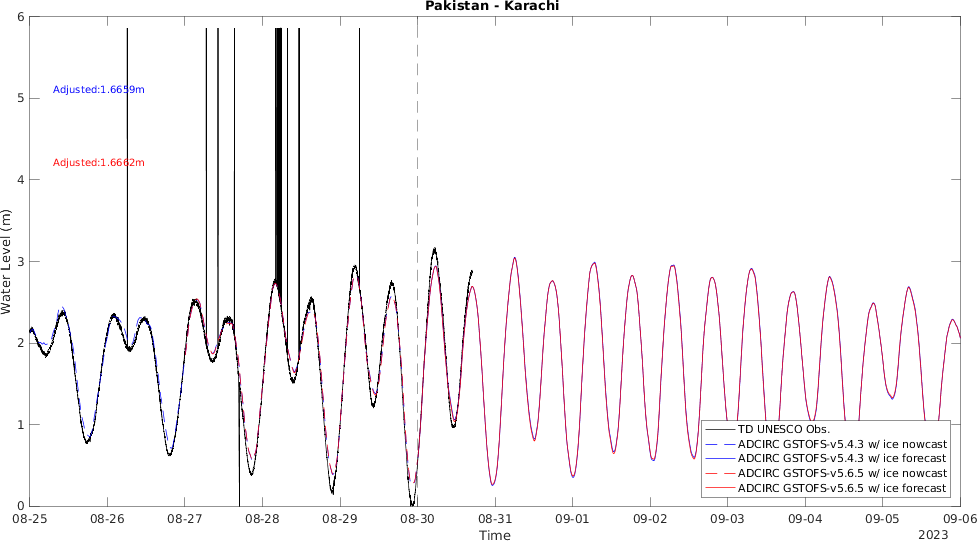 Pakistan - Karachi
6
5
4
3
2
1
0
Water Level (m)
Adjusted:1.6659m
Adjusted:1.6662m
TD UNESCO Obs.
ADCIRC GSTOFS-v5.4.3 w/ ice nowcast
ADCIRC GSTOFS-v5.4.3 w/ ice forecast
ADCIRC GSTOFS-v5.6.5 w/ ice nowcast
ADCIRC GSTOFS-v5.6.5 w/ ice forecast
08-25 08-26 08-27 08-28 08-29 08-30 08-31 09-01 09-02 09-03 09-04 09-05 09-06
Time
2023